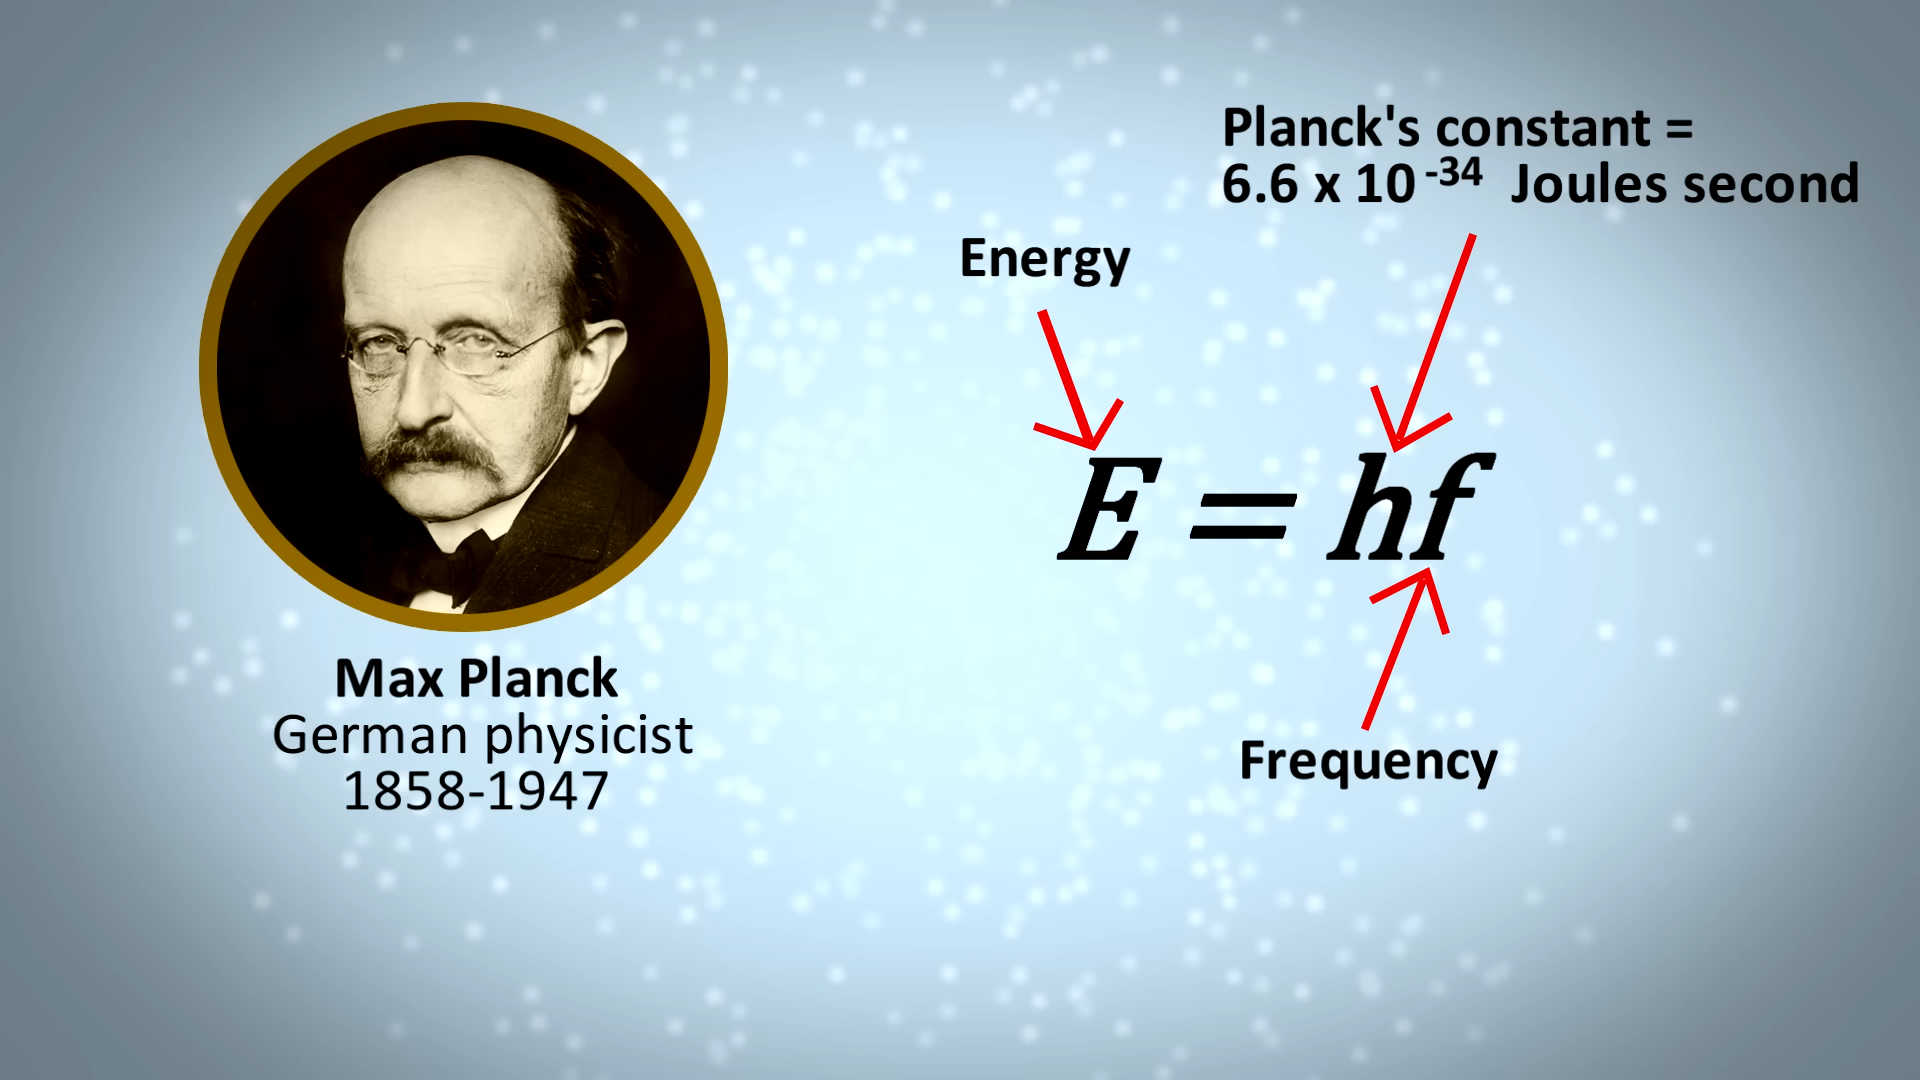 Max Planck
German physicist
1858-1947
Planck's constant =
6.6 x 10⁻³⁴ Joules second
Energy
E = hf
Frequency